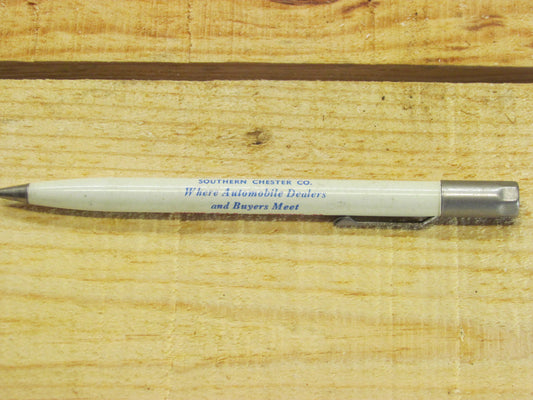 SOUTHERN CHESTER CO.
Where Automobile Dealers
and Buyers Meet